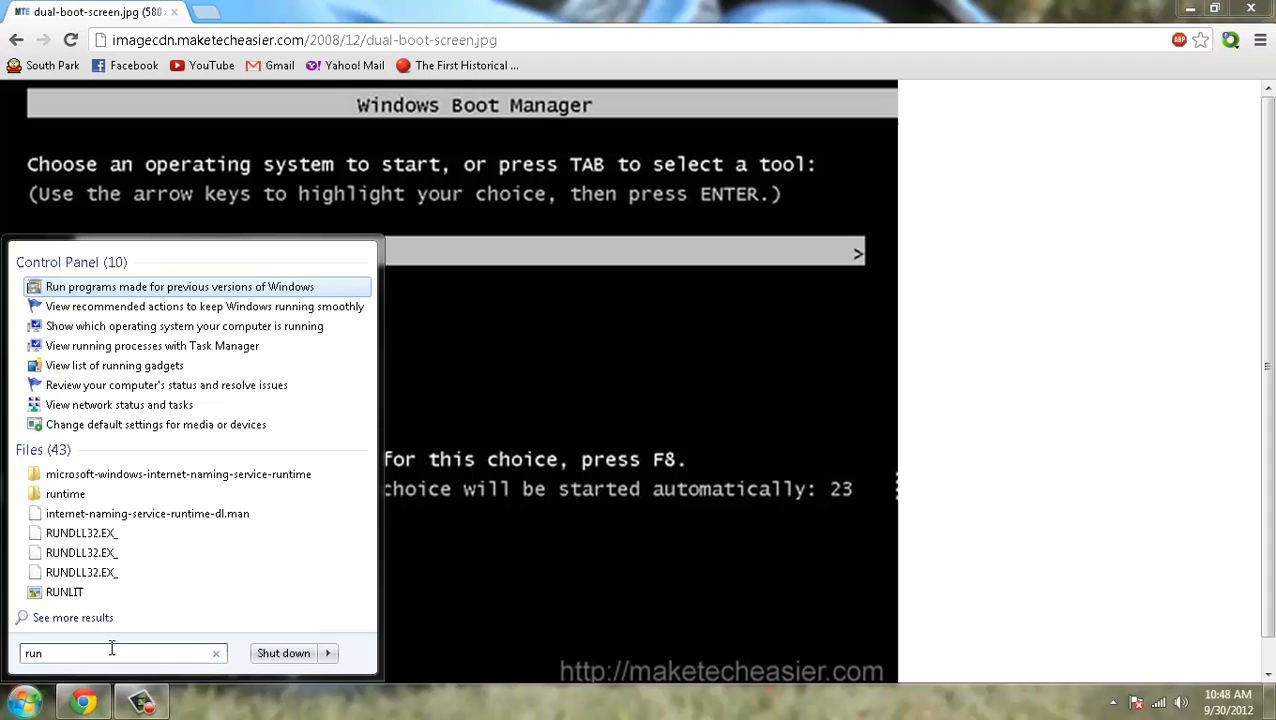 dual-boot-screen.jpg (580
imagecdn.maketecheasier.com/2008/12/dual-boot-screen.jpg
ABP
South Park
Facebook
YouTube
Gmail
Yahoo! Mail
The First Historical ...
Windows Boot Manager
Choose an operating system to start, or press TAB to select a tool:
(Use the arrow keys to highlight your choice, then press ENTER.)
>
for this choice, press F8.
choice will be started automatically: 23
http://maketecheasier.com
Control Panel (10)
Run programs made for previous versions of Windows
View recommended actions to keep Windows running smoothly
Show which operating system your computer is running
View running processes with Task Manager
View list of running gadgets
Review your computer's status and resolve issues
View network status and tasks
Change default settings for media or devices
Files (43)
microsoft-windows-internet-naming-service-runtime
runtime
internet-naming-service-runtime-dl.man
RUNDLL32.EX_
RUNDLL32.EX_
RUNDLL32.EX_
RUNLIT
See more results
run
Shut down
10:48 AM
9/30/2012